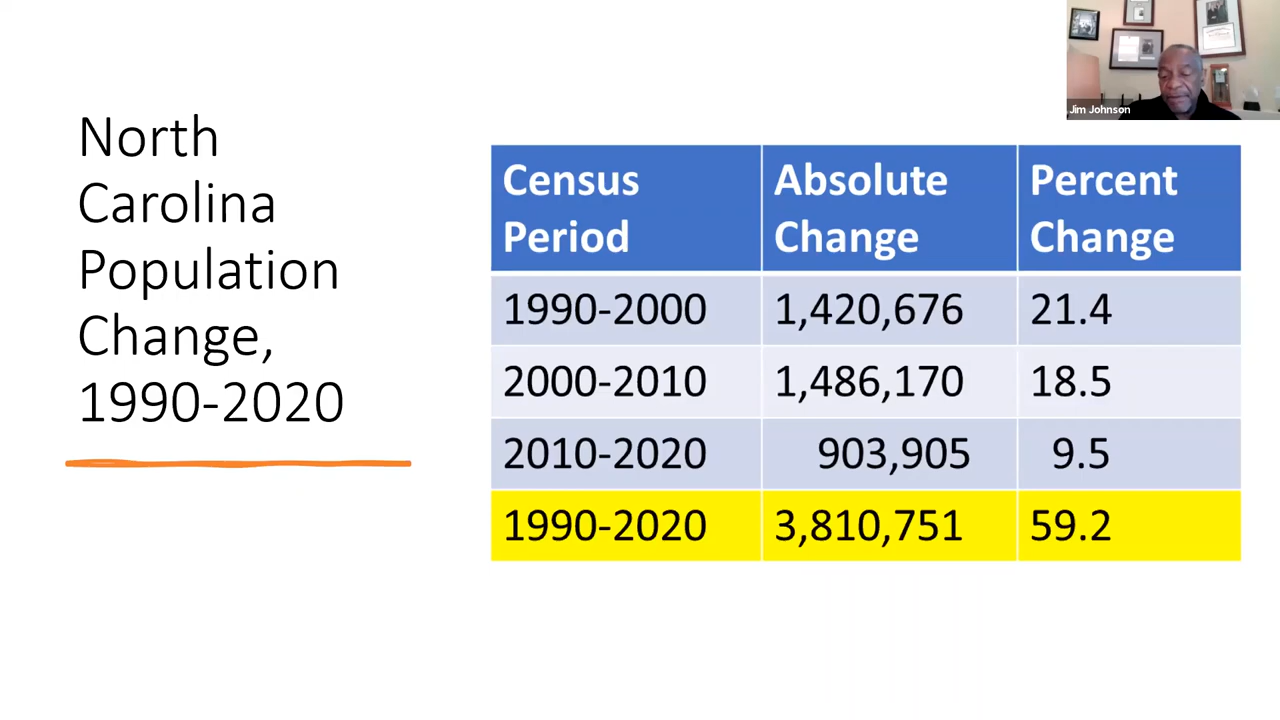 North
Carolina
Population
Change,
1990-2020
Census Period Absolute Change Percent Change
1990-2000 1,420,676 21.4
2000-2010 1,486,170 18.5
2010-2020 903,905 9.5
1990-2020 3,810,751 59.2
Jim Johnson